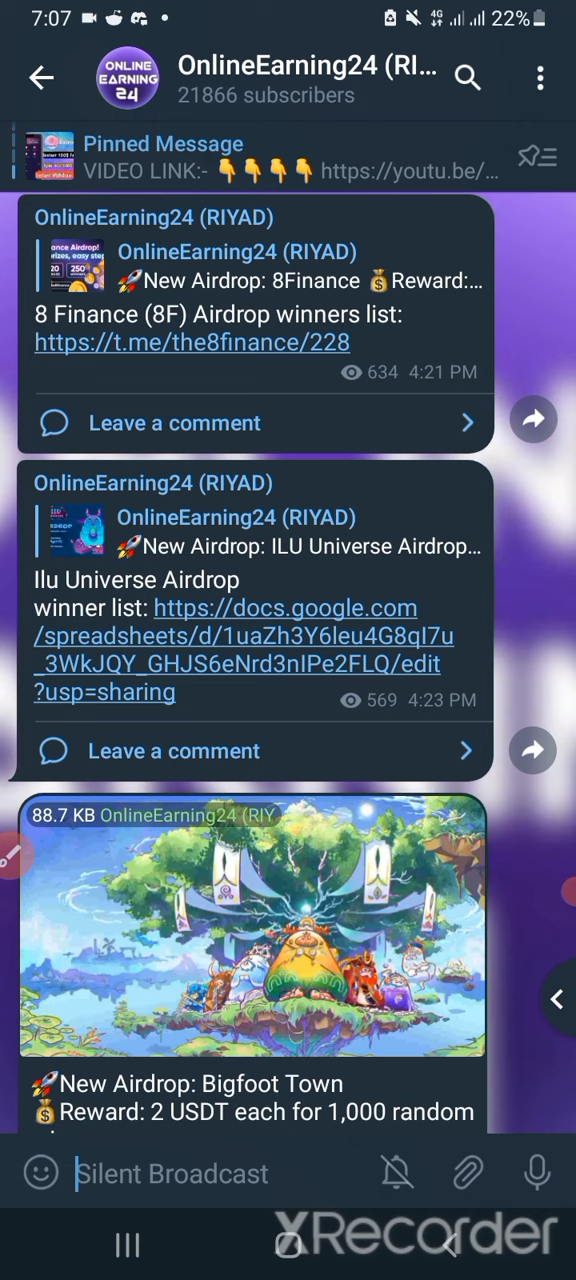 7:07
4G
22%
ONLINE
EARNING
24
OnlineEarning24 (RI...
21866 subscribers
Pinned Message
VIDEO LINK:- 👇👇👇👇 https://youtu.be/...
OnlineEarning24 (RIYAD)
OnlineEarning24 (RIYAD)
🚀New Airdrop: 8Finance 💰Reward:...
8 Finance (8F) Airdrop winners list:
https://t.me/the8finance/228
634 4:21 PM
Leave a comment
OnlineEarning24 (RIYAD)
OnlineEarning24 (RIYAD)
🚀New Airdrop: ILU Universe Airdrop...
Ilu Universe Airdrop
winner list: https://docs.google.com
/spreadsheets/d/1uaZh3Y6leu4G8qI7u
_3WkJQY_GHJS6eNrd3nIPe2FLQ/edit
?usp=sharing
569 4:23 PM
Leave a comment
88.7 KB OnlineEarning24 (RIY
🚀New Airdrop: Bigfoot Town
💰Reward: 2 USDT each for 1,000 random
Silent Broadcast
XRecorder